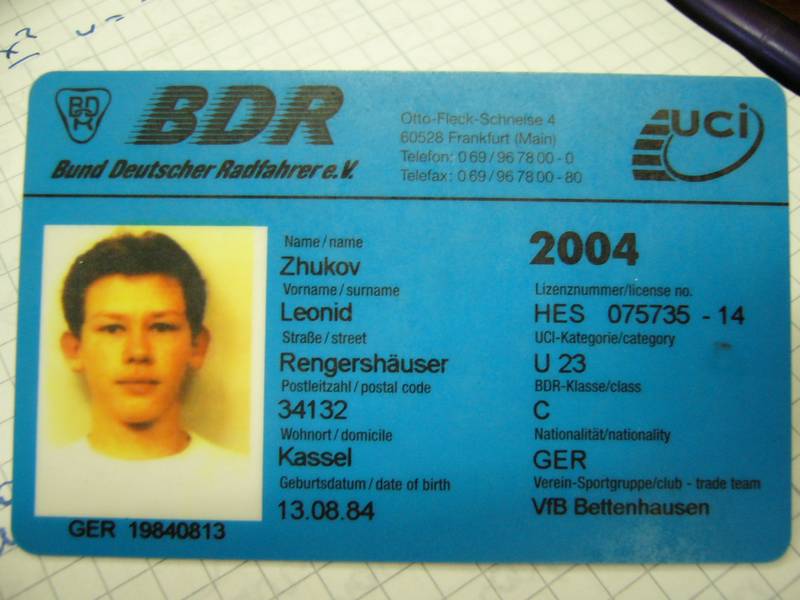 BDR
BDR
Bund Deutscher Radfahrer e.V.
Otto-Fleck-Schneise 4
60528 Frankfurt (Main)
Telefon: 0 69 / 96 78 00 - 0
Telefax: 0 69 / 96 78 00 - 80
UCI
Name / name
Zhukov
Vorname / surname
Leonid
Straße / street
Rengershäuser
Postleitzahl / postal code
34132
Wohnort / domicile
Kassel
Geburtsdatum / date of birth
13.08.84
2004
Lizenznummer/license no.
HES 075735 - 14
UCI-Kategorie/category
U 23
BDR-Klasse/class
C
Nationalität/nationality
GER
Verein-Sportgruppe/club - trade team
VfB Bettenhausen
GER 19840813